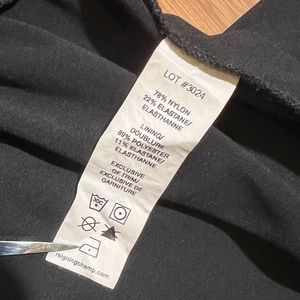 LOT #3024
78% NYLON
22% ELASTANE/
ELASTHANNE
LINING/
DOUBLURE
89% POLYESTER
11% ELASTANE/
ELASTHANNE
EXCLUSIVE
OF TRIM/
EXCLUSIVE DE
GARNITURE
reigningchamp.com